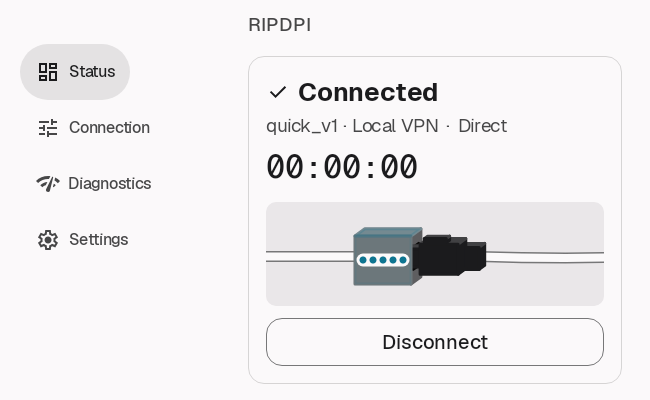 RIPDPI
Status
Connection
Diagnostics
Settings
Connected
quick_v1 · Local VPN · Direct
00:00:00
Disconnect